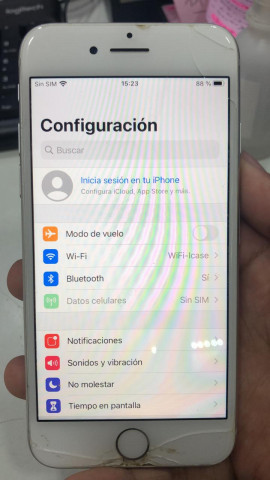 Sin SIM
15:23
88 %
Configuración
Buscar
Inicia sesión en tu iPhone
Configura iCloud, App Store y más.
Modo de vuelo
Wi-Fi
WiFi-Icase
Bluetooth
Sí
Datos celulares
Sin SIM
Notificaciones
Sonidos y vibración
No molestar
Tiempo en pantalla